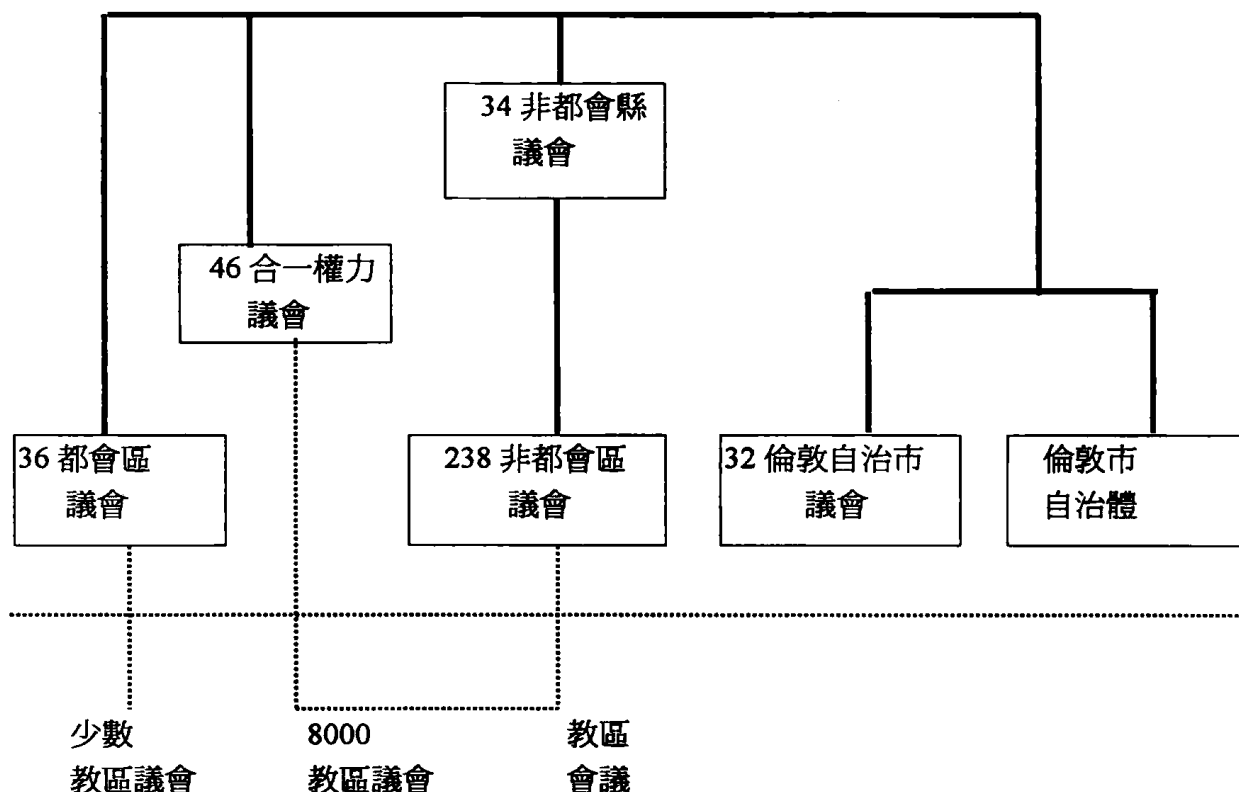 34 非都會縣
議會
46 合一權力
議會
36 都會區
議會
238 非都會區
議會
32 倫敦自治市
議會
倫敦市
自治體
少數
教區議會
8000
教區議會
教區
會議